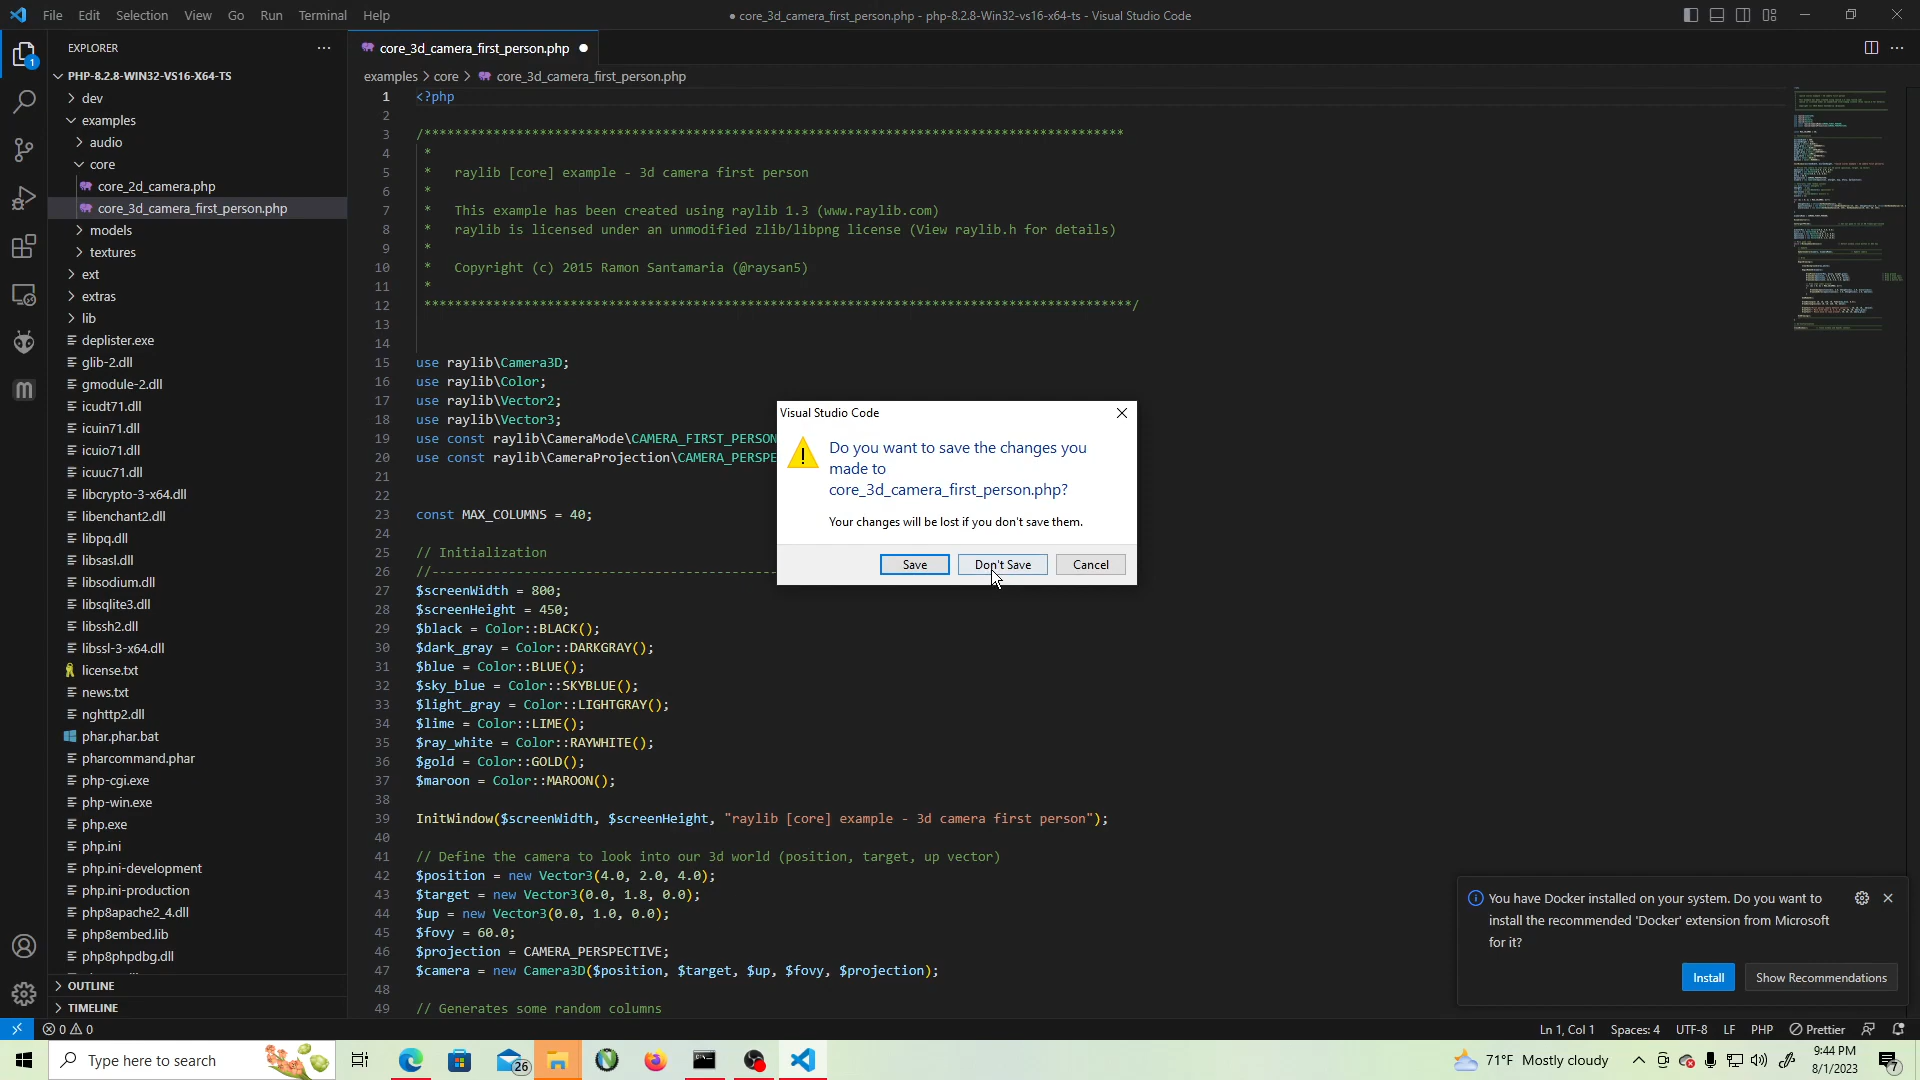 File Edit Selection View Go Run Terminal Help
● core_3d_camera_first_person.php - php-8.2.8-Win32-vs16-x64-ts - Visual Studio Code
EXPLORER
PHP-8.2.8-WIN32-VS16-X64-TS
dev
examples
audio
core
core_2d_camera.php
core_3d_camera_first_person.php
models
textures
ext
extras
lib
deplister.exe
glib-2.dll
gmodule-2.dll
icudt71.dll
icuin71.dll
icuio71.dll
icuuc71.dll
libcrypto-3-x64.dll
libenchant2.dll
libpq.dll
libsasl.dll
libsodium.dll
libsqlite3.dll
libssh2.dll
libssl-3-x64.dll
license.txt
news.txt
nghttp2.dll
phar.phar.bat
pharcommand.phar
php-cgi.exe
php-win.exe
php.exe
php.ini
php.ini-development
php.ini-production
php8apache2_4.dll
php8embed.lib
php8phpdbg.dll
OUTLINE
TIMELINE
core_3d_camera_first_person.php ●
examples > core > core_3d_camera_first_person.php
1 <?php
2
3 /*******************************************************************************************
4 *
5 *   raylib [core] example - 3d camera first person
6 *
7 *   This example has been created using raylib 1.3 (www.raylib.com)
8 *   raylib is licensed under an unmodified zlib/libpng license (View raylib.h for details)
9 *
10 *   Copyright (c) 2015 Ramon Santamaria (@raysan5)
11 *
12 ********************************************************************************************/
13
14
15 use raylib\Camera3D;
16 use raylib\Color;
17 use raylib\Vector2;
18 use raylib\Vector3;
19 use const raylib\CameraMode\CAMERA_FIRST_PERSON
20 use const raylib\CameraProjection\CAMERA_PERSPE
21
22
23 const MAX_COLUMNS = 40;
24
25 // Initialization
26 //---------------------------------------------
27 $screenWidth = 800;
28 $screenHeight = 450;
29 $black = Color::BLACK();
30 $dark_gray = Color::DARKGRAY();
31 $blue = Color::BLUE();
32 $sky_blue = Color::SKYBLUE();
33 $light_gray = Color::LIGHTGRAY();
34 $lime = Color::LIME();
35 $ray_white = Color::RAYWHITE();
36 $gold = Color::GOLD();
37 $maroon = Color::MAROON();
38
39 InitWindow($screenWidth, $screenHeight, "raylib [core] example - 3d camera first person");
40
41 // Define the camera to look into our 3d world (position, target, up vector)
42 $position = new Vector3(4.0, 2.0, 4.0);
43 $target = new Vector3(0.0, 1.8, 0.0);
44 $up = new Vector3(0.0, 1.0, 0.0);
45 $fovy = 60.0;
46 $projection = CAMERA_PERSPECTIVE;
47 $camera = new Camera3D($position, $target, $up, $fovy, $projection);
48
49 // Generates some random columns
Visual Studio Code
Do you want to save the changes you
made to
core_3d_camera_first_person.php?
Your changes will be lost if you don't save them.
Save Don't Save Cancel
You have Docker installed on your system. Do you want to
install the recommended 'Docker' extension from Microsoft
for it?
Install Show Recommendations
0 0 Ln 1, Col 1 Spaces: 4 UTF-8 LF PHP Prettier
Type here to search 26 71°F Mostly cloudy 9:44 PM
8/1/2023 7